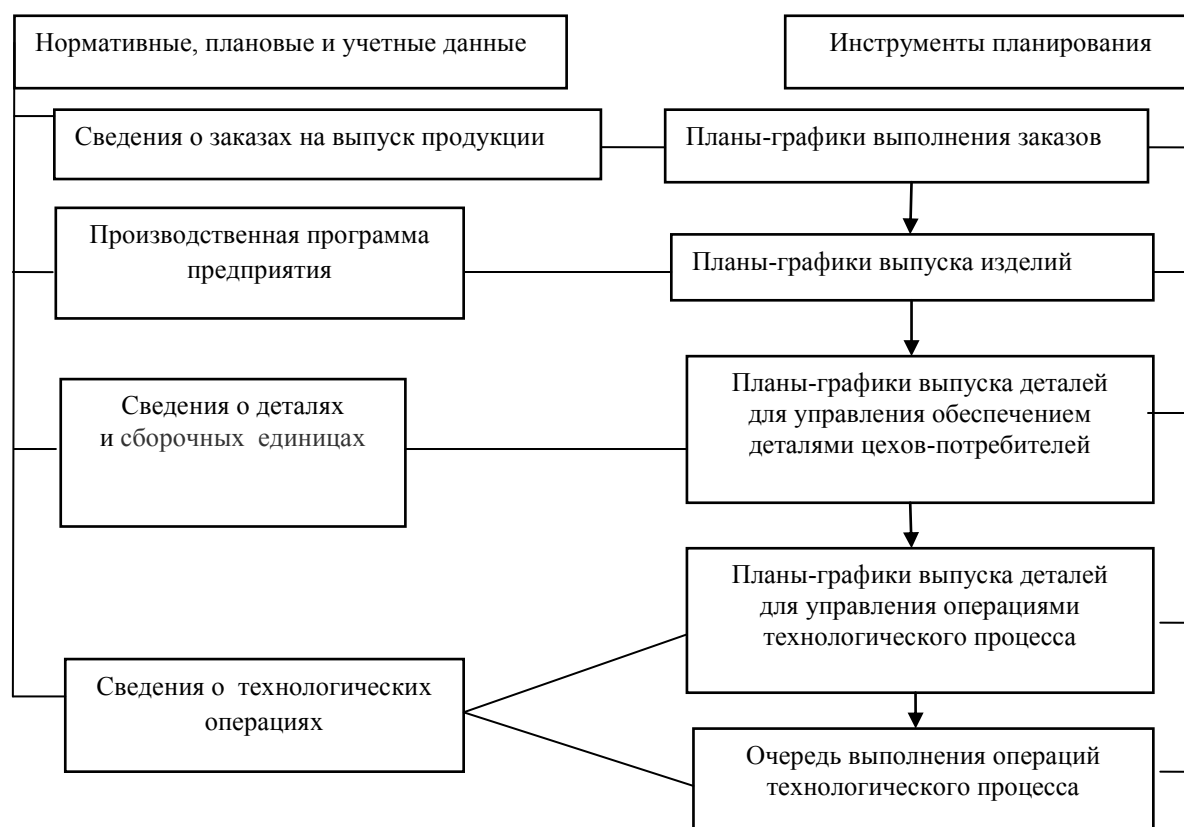 Нормативные, плановые и учетные данные
Инструменты планирования
Сведения о заказах на выпуск продукции
Планы-графики выполнения заказов
Производственная программа
предприятия
Планы-графики выпуска изделий
Сведения о деталях
и сборочных единицах
Планы-графики выпуска деталей
для управления обеспечением
деталями цехов-потребителей
Планы-графики выпуска деталей
для управления операциями
технологического процесса
Сведения о технологических
операциях
Очередь выполнения операций
технологического процесса